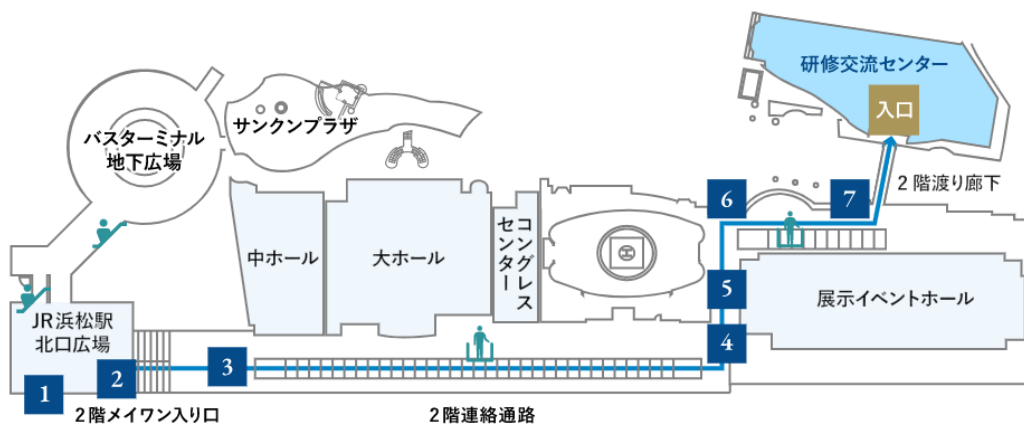 研修交流センター
入口
サンクンプラザ
バスターミナル
地下広場
2階渡り廊下
6
7
中ホール
大ホール
コングレス
センター
5
展示イベントホール
JR浜松駅
北口広場
4
3
2
1
2階メイワン入り口
2階連絡通路